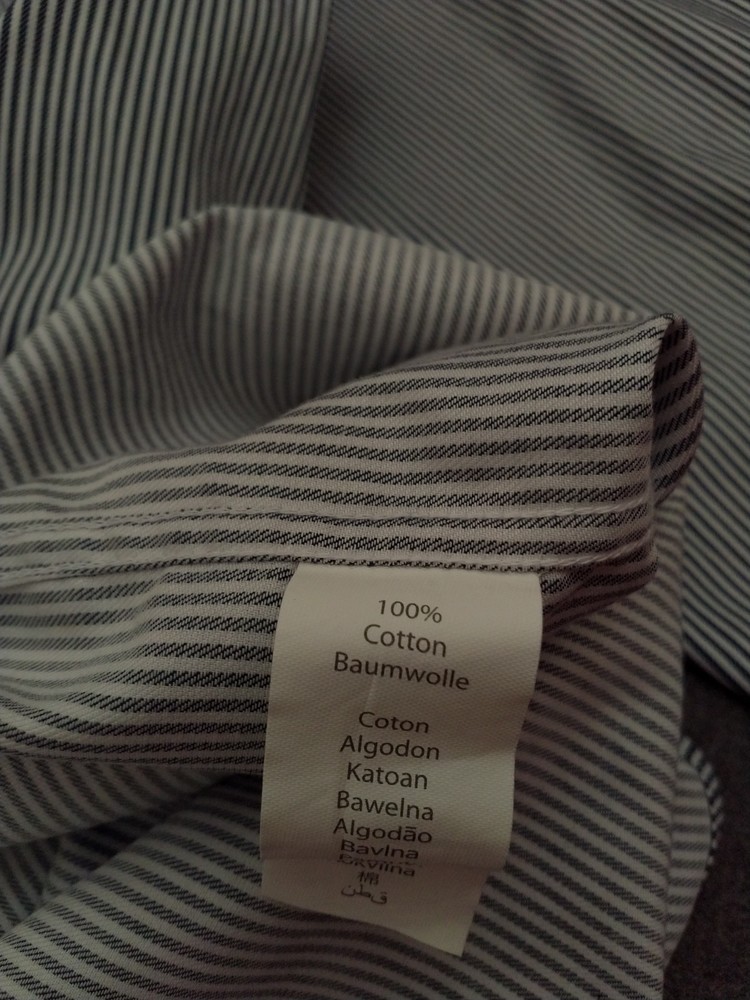 100%
Cotton
Baumwolle
Coton
Algodon
Katoan
Bawelna
Algodão
Bavlna
棉
قطن